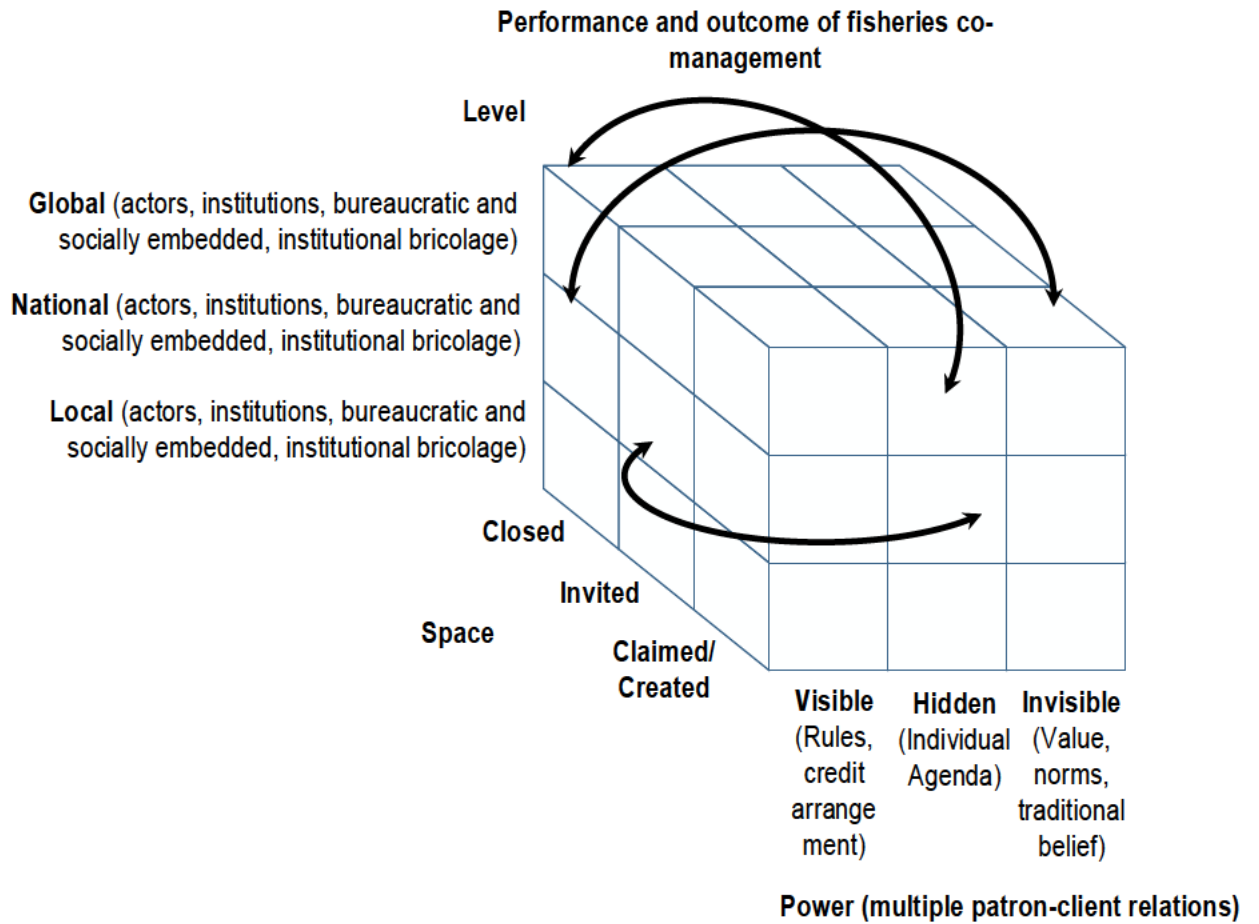 Performance and outcome of fisheries co-
management
Level
Global (actors, institutions, bureaucratic and
socially embedded, institutional bricolage)
National (actors, institutions, bureaucratic and
socially embedded, institutional bricolage)
Local (actors, institutions, bureaucratic and
socially embedded, institutional bricolage)
Closed
Invited
Space
Claimed/
Created
Visible
(Rules,
credit
arrange
ment)
Hidden
(Individual
Agenda)
Invisible
(Value,
norms,
traditional
belief)
Power (multiple patron-client relations)